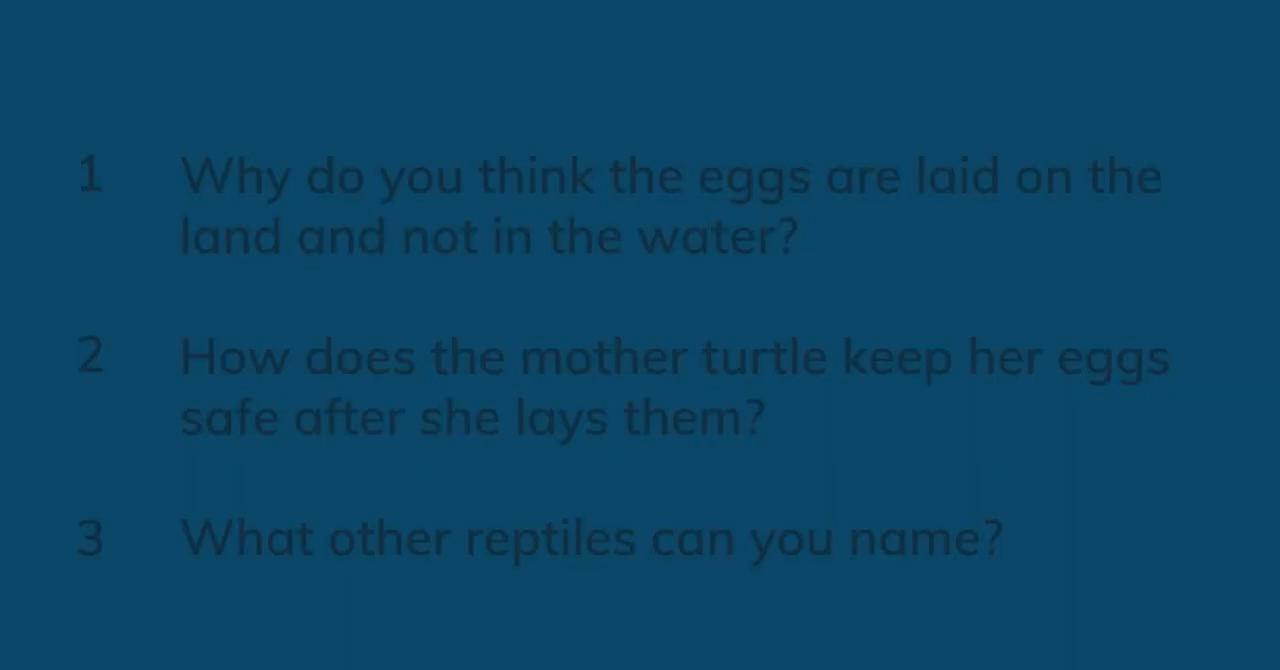 1 Why do you think the eggs are laid on the
land and not in the water?
2 How does the mother turtle keep her eggs
safe after she lays them?
3 What other reptiles can you name?